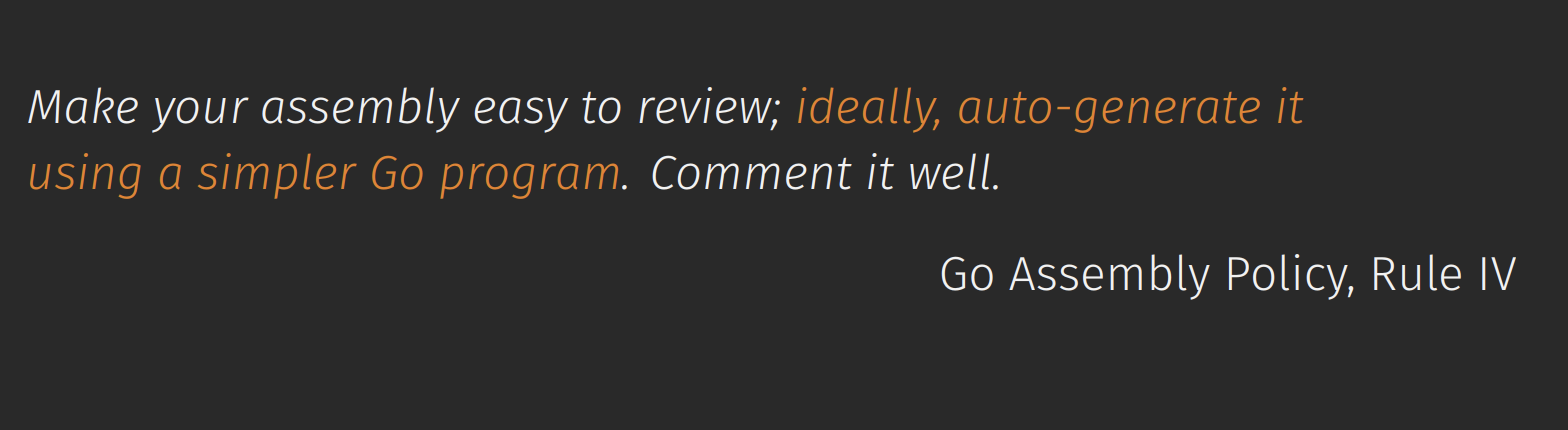 Make your assembly easy to review; ideally, auto-generate it
using a simpler Go program. Comment it well.
Go Assembly Policy, Rule IV